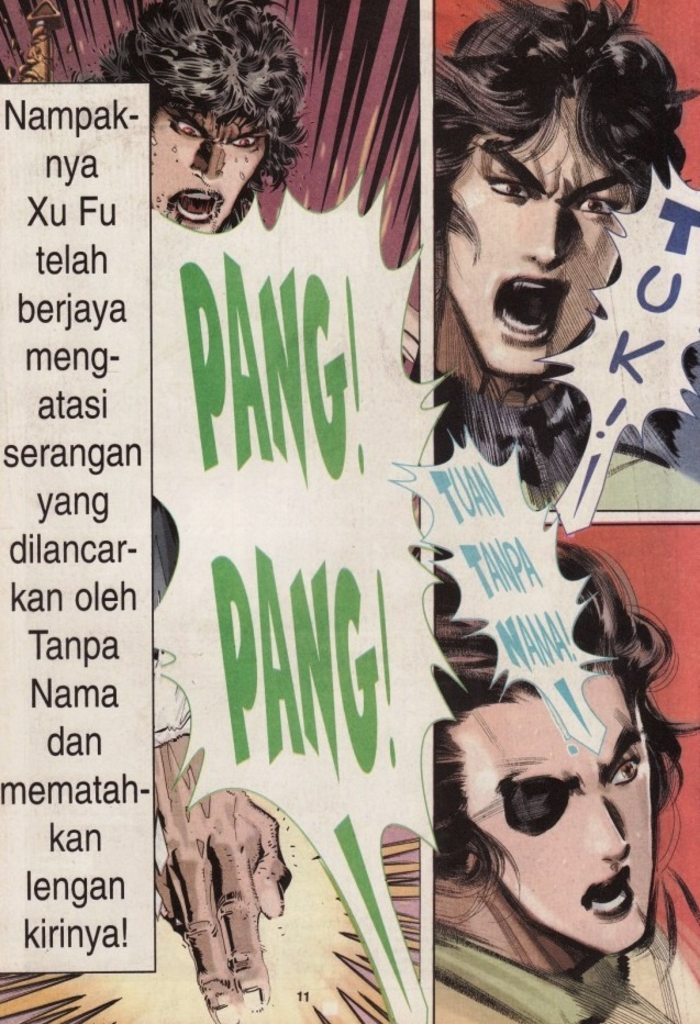 Nampak-
nya
Xu Fu
telah
berjaya
meng-
atasi
serangan
yang
dilancar-
kan oleh
Tanpa
Nama
dan
mematah-
kan
lengan
kirinya!
PANG!
PANG!
TUK!
TUAN
TANPA
NAMA!
11